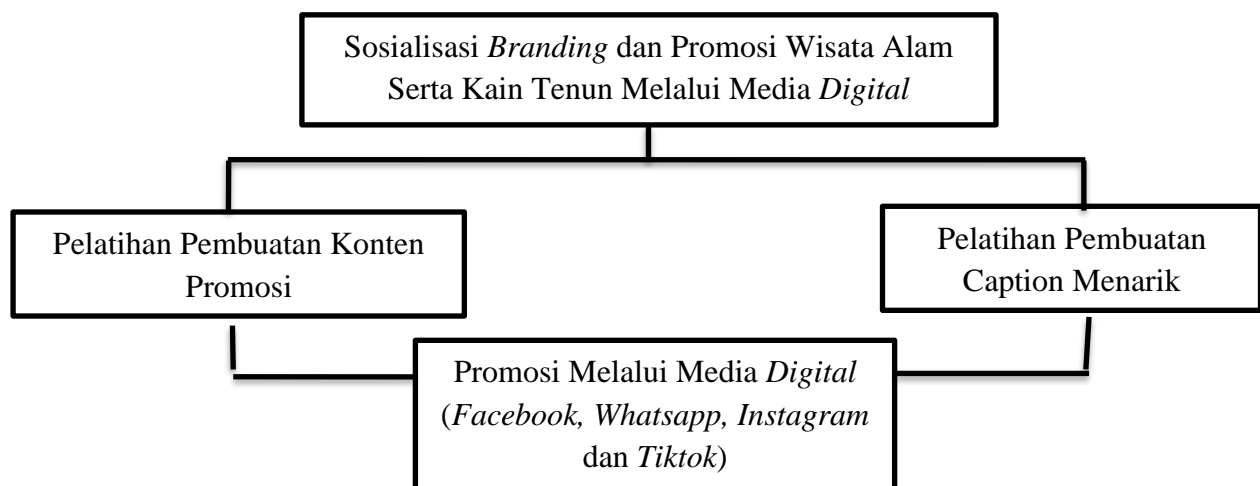 Sosialisasi Branding dan Promosi Wisata Alam
Serta Kain Tenun Melalui Media Digital
Pelatihan Pembuatan Konten
Promosi
Pelatihan Pembuatan
Caption Menarik
Promosi Melalui Media Digital
(Facebook, Whatsapp, Instagram
dan Tiktok)